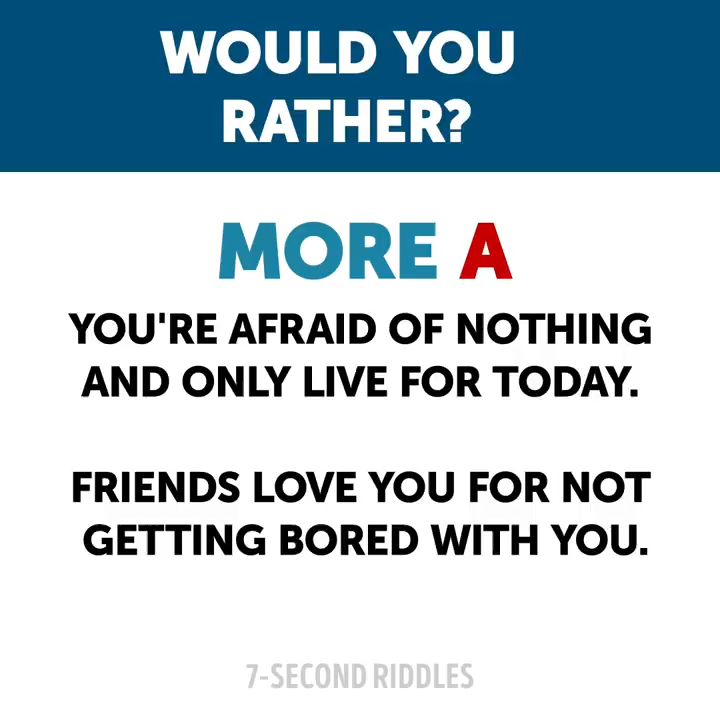 WOULD YOU
RATHER?
MORE A
YOU'RE AFRAID OF NOTHING
AND ONLY LIVE FOR TODAY.
FRIENDS LOVE YOU FOR NOT
GETTING BORED WITH YOU.
7-SECOND RIDDLES